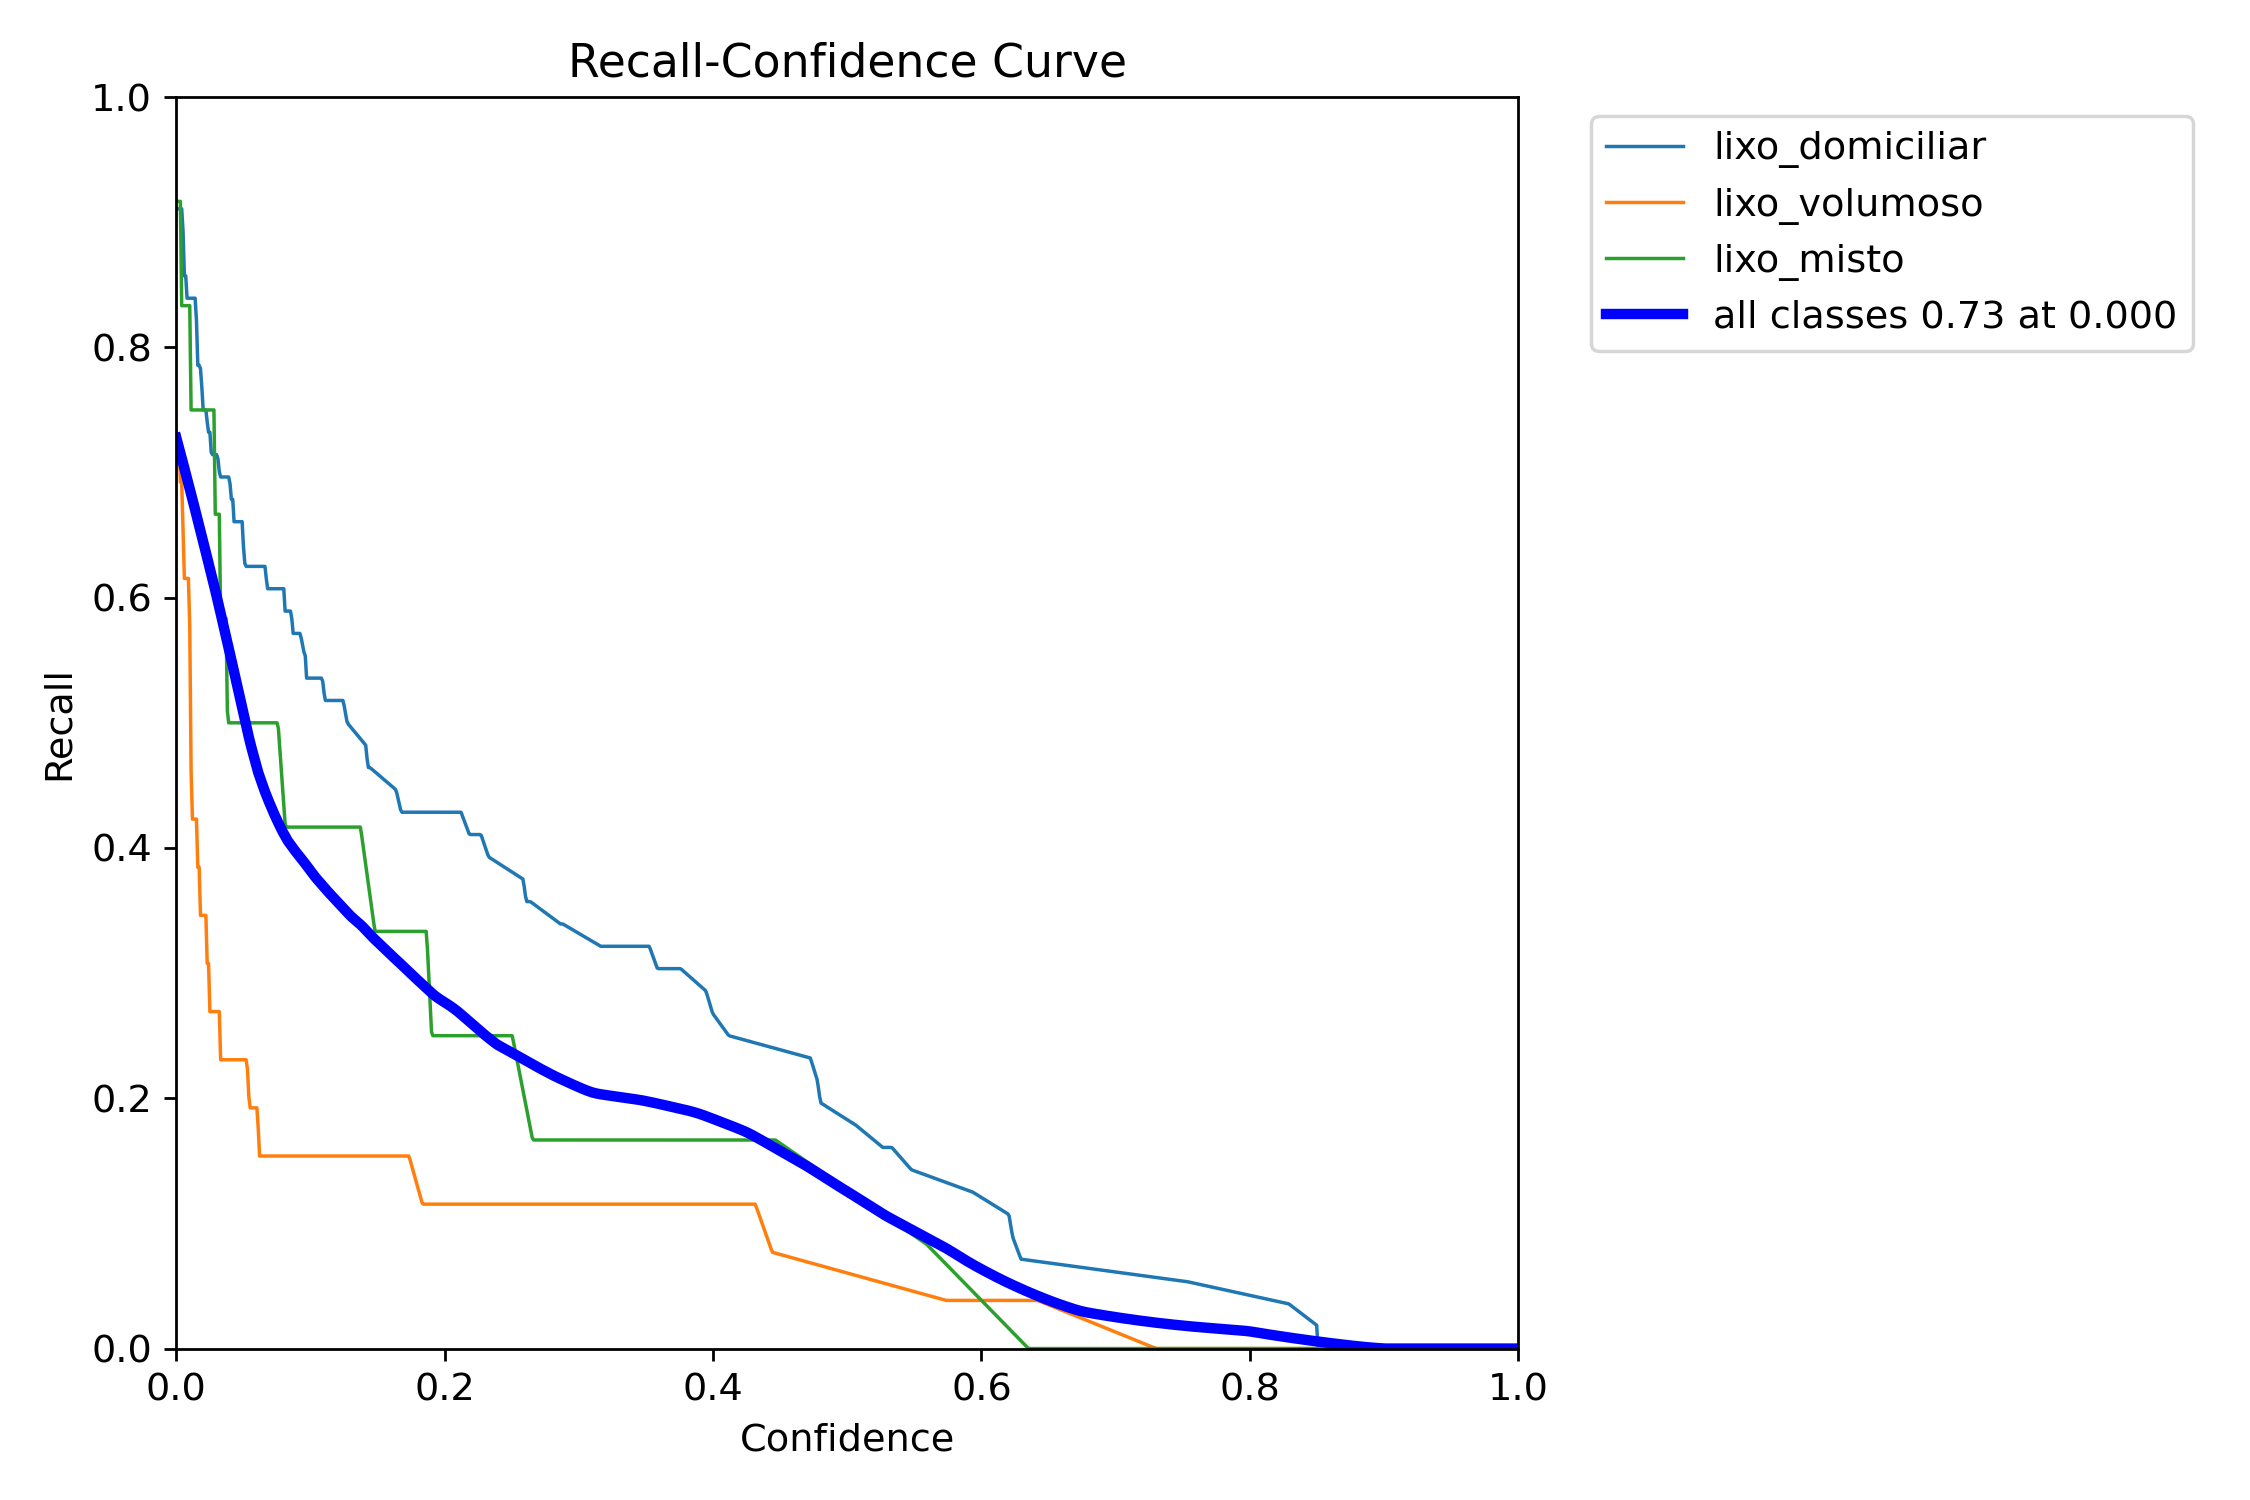 Recall-Confidence Curve
1.0
0.8
0.6
0.4
0.2
0.0
Recall
0.0 0.2 0.4 0.6 0.8 1.0
Confidence
lixo_domiciliar
lixo_volumoso
lixo_misto
all classes 0.73 at 0.000